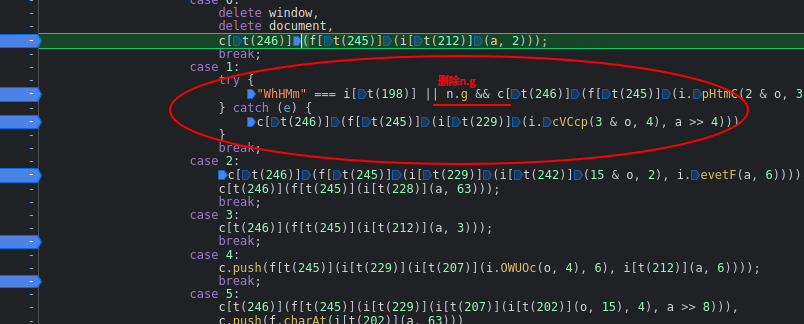 case 0:
delete window,
delete document,
c[t(246)](f[t(245)](i[t(212)](a, 2)));
break;
case 1:
try {
删除n.g
"WhHMm" === i[t(198)] || n.g && c[t(246)](f[t(245)](i.pHtmC(2 & o, 3
} catch (e) {
c[t(246)](f[t(245)](i[t(229)](i.cVCcp(3 & o, 4), a >> 4)))
}
break;
case 2:
c[t(246)](f[t(245)](i[t(229)](i[t(242)](15 & o, 2), i.evetF(a, 6))))
c[t(246)](f[t(245)](i[t(228)](a, 63)));
break;
case 3:
c[t(246)](f[t(245)](i[t(212)](a, 3)));
break;
case 4:
c.push(f[t(245)](i[t(229)](i[t(207)](i.OWUOc(o, 4), 6), i[t(212)](a, 6))));
break;
case 5:
c[t(246)](f[t(245)](i[t(229)](i[t(207)](i[t(202)](o, 15), 4), a >> 8))),
c.push(f.charAt(i[t(202)](a, 63)))